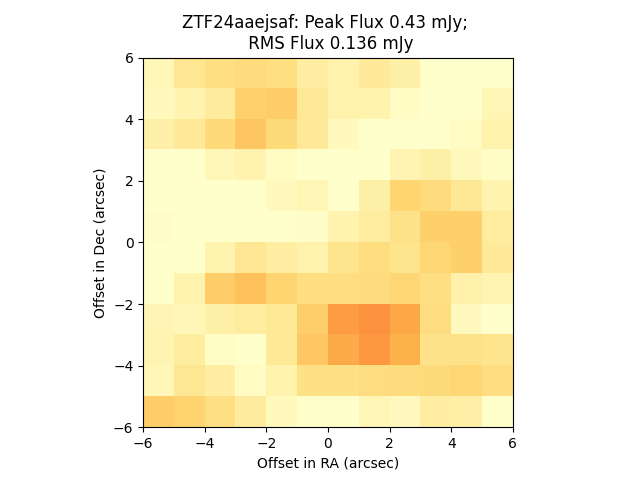 ZTF24aaejsaf: Peak Flux 0.43 mJy;
RMS Flux 0.136 mJy
6
4
2
0
−2
−4
−6
Offset in Dec (arcsec)
−6 −4 −2 0 2 4 6
Offset in RA (arcsec)